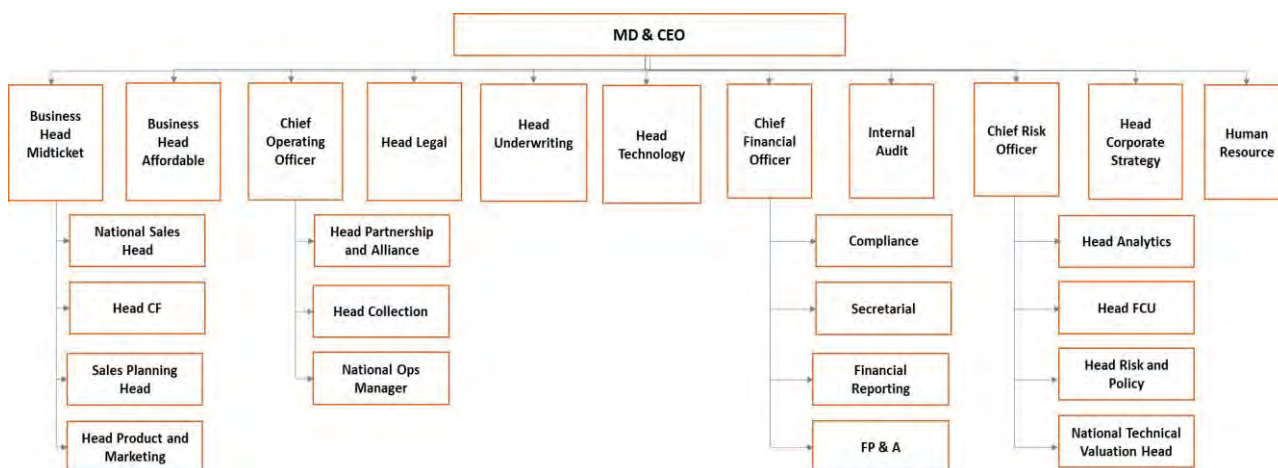 MD & CEO
Business
Head
Midticket
Business
Head
Affordable
Chief
Operating
Officer
Head Legal
Head
Underwriting
Head
Technology
Chief
Financial
Officer
Internal
Audit
Chief Risk
Officer
Head
Corporate
Strategy
Human
Resource
National Sales
Head
Head CF
Sales Planning
Head
Head Product and
Marketing
Head Partnership
and Alliance
Head Collection
National Ops
Manager
Compliance
Secretarial
Financial
Reporting
FP & A
Head Analytics
Head FCU
Head Risk and
Policy
National Technical
Valuation Head